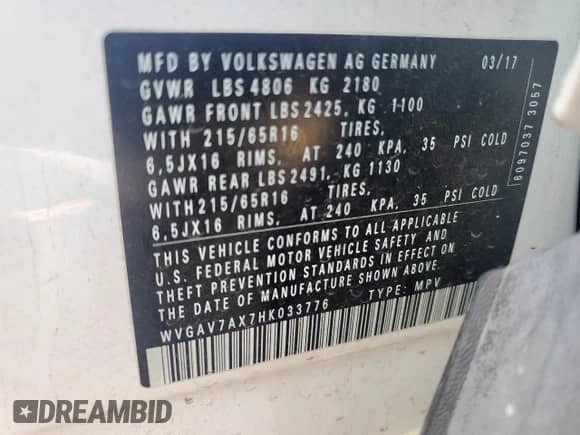 MFD BY VOLKSWAGEN AG GERMANY 03/17
GVWR LBS 4806 KG 2180
GAWR FRONT LBS 2425, KG 1100
WITH 215/65R16 TIRES,
6,5JX16 RIMS, AT 240 KPA, 35 PSI COLD
GAWR REAR LBS 2491, KG 1130
WITH 215/65R16 TIRES,
6,5JX16 RIMS, AT 240 KPA, 35 PSI COLD
THIS VEHICLE CONFORMS TO ALL APPLICABLE
U.S. FEDERAL MOTOR VEHICLE SAFETY AND
THEFT PREVENTION STANDARDS IN EFFECT ON
THE DATE OF MANUFACTURE SHOWN ABOVE.
WVGAV7AX7HK033776 TYPE: MPV
6097037 3057
DREAMBID